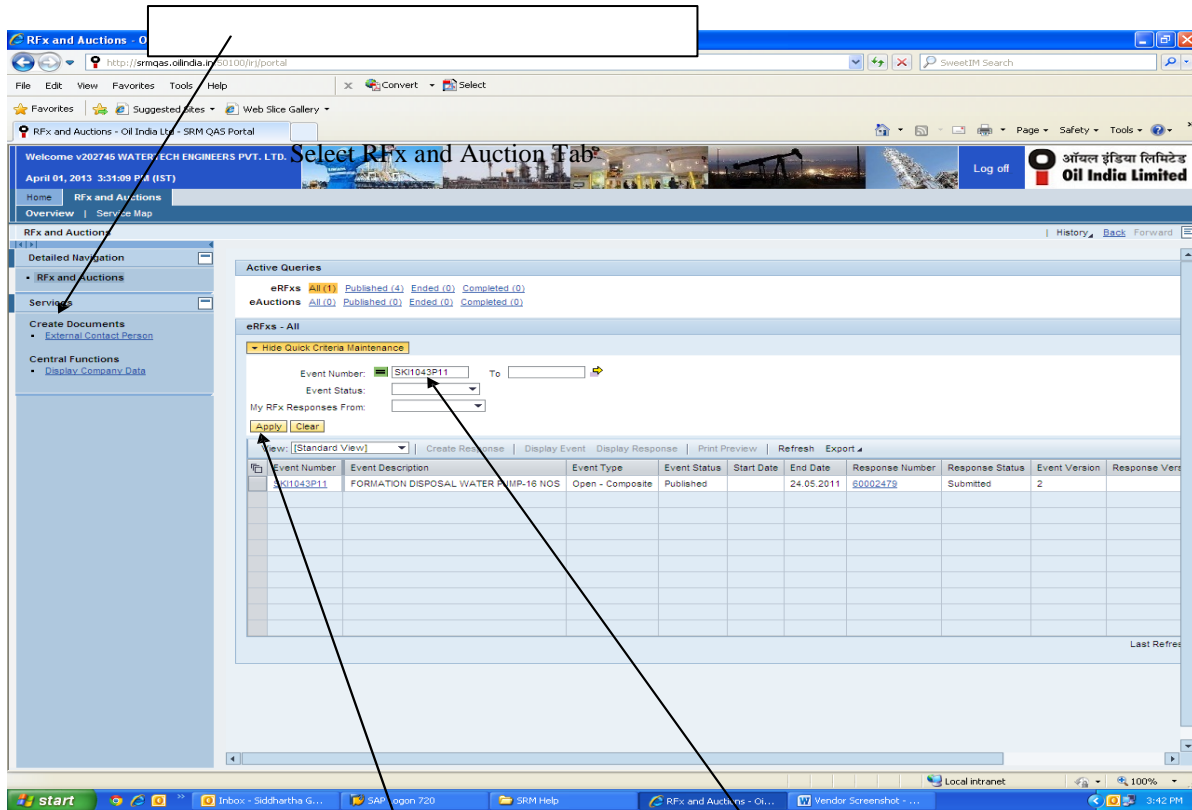 RFx and Auctions - O
http://srmqas.oilindia.in:50100/irj/portal
SweetIM Search
File Edit View Favorites Tools Help
Convert Select
Favorites Suggested Sites Web Slice Gallery
RFx and Auctions - Oil India Ltd - SRM QAS Portal
Page Safety Tools
Select RFx and Auction Tab
Welcome v202745 WATERTECH ENGINEERS PVT. LTD.
April 01, 2013 3:31:09 PM (IST)
Log off
ऑयल इंडिया लिमिटेड
Oil India Limited
Home RFx and Auctions
Overview | Service Map
RFx and Auctions
History Back Forward
Detailed Navigation
RFx and Auctions
Services
Create Documents
External Contact Person
Central Functions
Display Company Data
Active Queries
eRFxs All (1) Published (4) Ended (0) Completed (0)
eAuctions All (0) Published (0) Ended (0) Completed (0)
eRFxs - All
Hide Quick Criteria Maintenance
Event Number: SKI1043P11 To
Event Status:
My RFx Responses From:
Apply Clear
View: [Standard View] | Create Response | Display Event Display Response | Print Preview | Refresh Export
Event Number Event Description Event Type Event Status Start Date End Date Response Number Response Status Event Version Response Vers
SKI1043P11 FORMATION DISPOSAL WATER PUMP-16 NOS Open - Composite Published 24.05.2011 60002479 Submitted 2
Last Refres
Local intranet 100%
start Inbox - Siddhartha G... SAP Logon 720 SRM Help RFx and Auctions - Oi... Vendor Screenshot - ... 3:42 PM